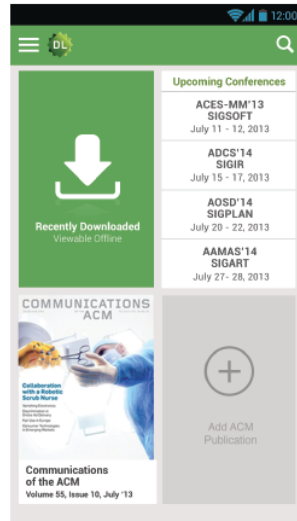 12:00
DL
Recently Downloaded
Viewable Offline
Upcoming Conferences
ACES-MM'13
SIGSOFT
July 11 - 12, 2013
ADCS'14
SIGIR
July 15 - 17, 2013
AOSD'14
SIGPLAN
July 20 - 22, 2013
AAMAS'14
SIGART
July 27- 28, 2013
COMMUNICATIONS
ACM
Collaboration
with a Robotic
Scrub Nurse
Communications
of the ACM
Volume 55, Issue 10, July '13
Add ACM
Publication